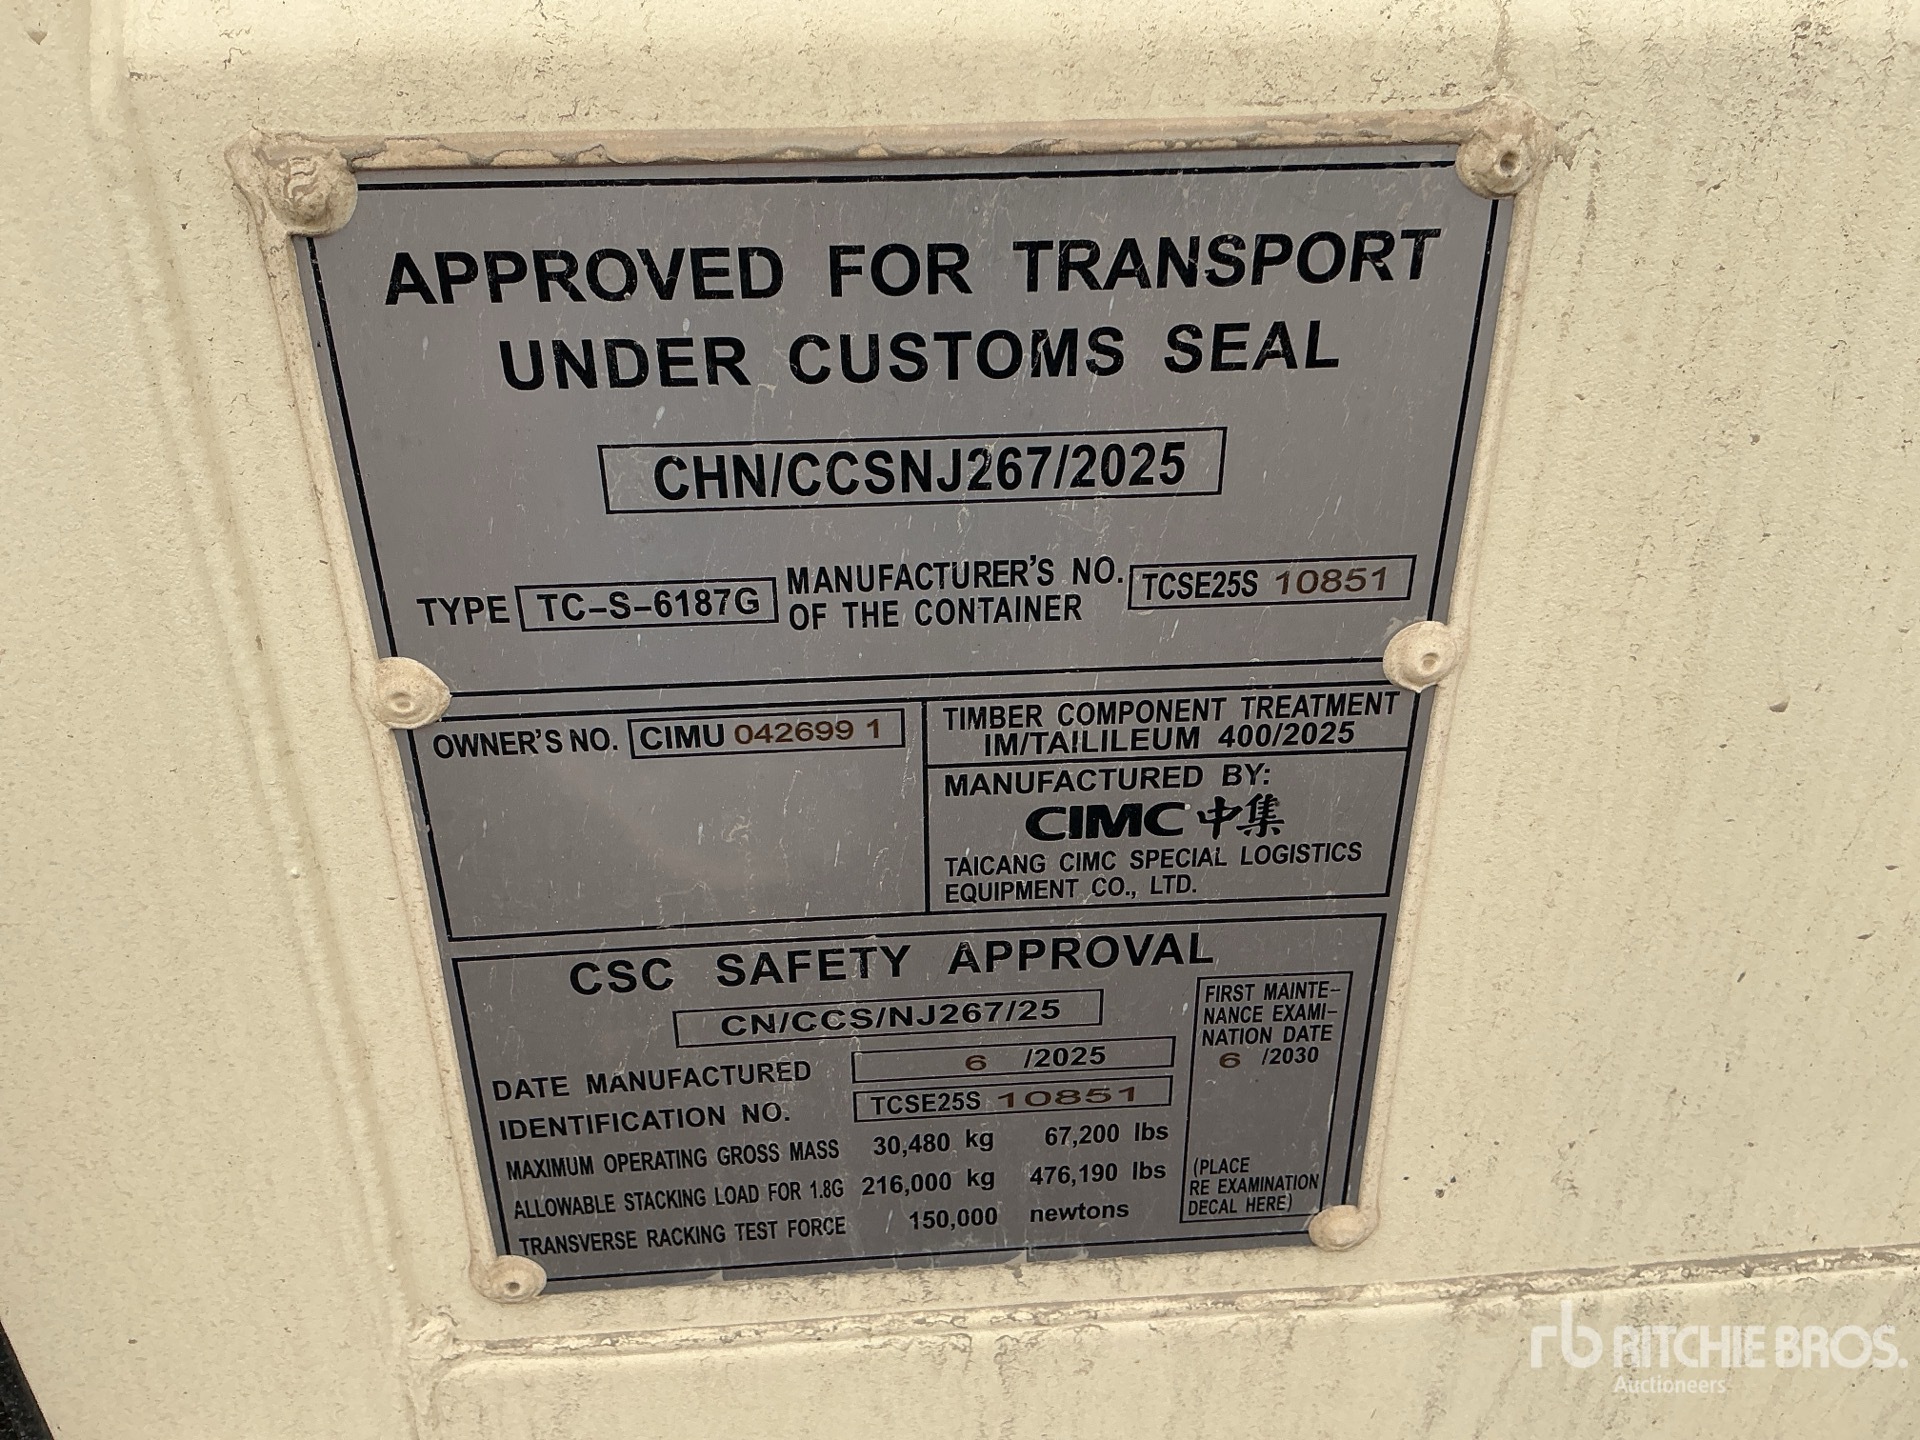 APPROVED FOR TRANSPORT
UNDER CUSTOMS SEAL
CHN/CCSNJ267/2025
TYPE TC-S-6187G MANUFACTURER'S NO. OF THE CONTAINER TCSE25S 10851
OWNER'S NO. CIMU 042699 1
TIMBER COMPONENT TREATMENT
IM/TAILILEUM 400/2025
MANUFACTURED BY:
CIMC 中集
TAICANG CIMC SPECIAL LOGISTICS
EQUIPMENT CO., LTD.
CSC SAFETY APPROVAL
CN/CCS/NJ267/25
DATE MANUFACTURED 6 /2025
IDENTIFICATION NO. TCSE25S 10851
MAXIMUM OPERATING GROSS MASS 30,480 kg 67,200 lbs
ALLOWABLE STACKING LOAD FOR 1.8G 216,000 kg 476,190 lbs
TRANSVERSE RACKING TEST FORCE 150,000 newtons
FIRST MAINTE-
NANCE EXAMI-
NATION DATE
6 /2030
(PLACE
RE EXAMINATION
DECAL HERE)
rb RITCHIE BROS.
Auctioneers